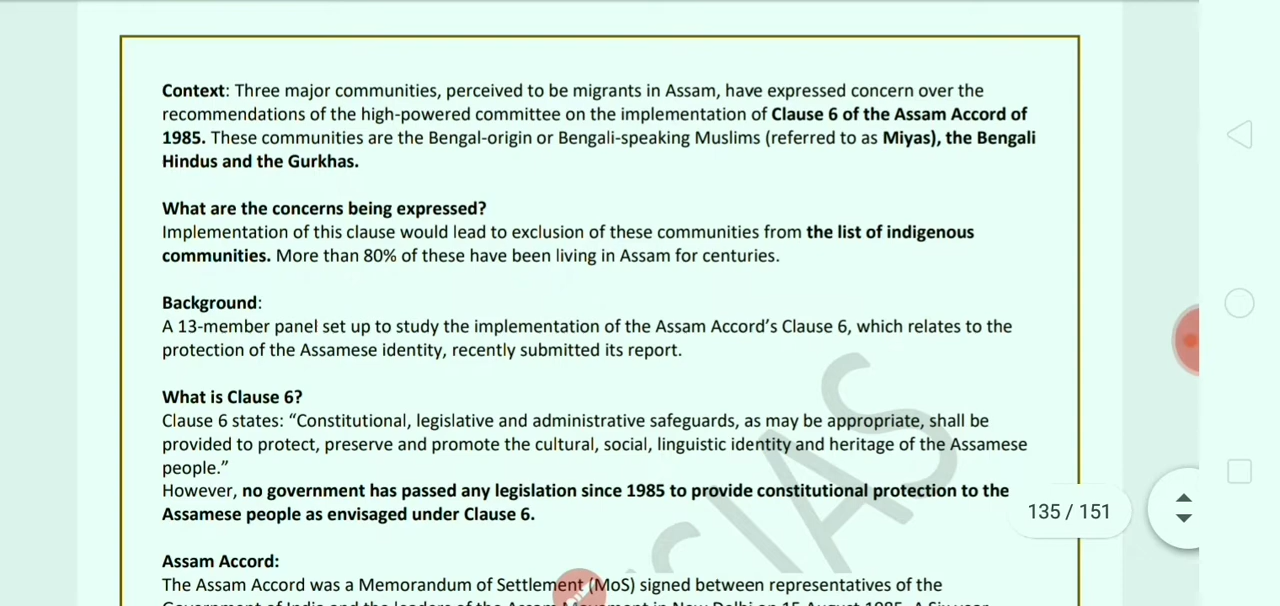 Context: Three major communities, perceived to be migrants in Assam, have expressed concern over the
recommendations of the high-powered committee on the implementation of Clause 6 of the Assam Accord of
1985. These communities are the Bengal-origin or Bengali-speaking Muslims (referred to as Miyas), the Bengali
Hindus and the Gurkhas.
What are the concerns being expressed?
Implementation of this clause would lead to exclusion of these communities from the list of indigenous
communities. More than 80% of these have been living in Assam for centuries.
Background:
A 13-member panel set up to study the implementation of the Assam Accord's Clause 6, which relates to the
protection of the Assamese identity, recently submitted its report.
What is Clause 6?
Clause 6 states: “Constitutional, legislative and administrative safeguards, as may be appropriate, shall be
provided to protect, preserve and promote the cultural, social, linguistic identity and heritage of the Assamese
people.”
However, no government has passed any legislation since 1985 to provide constitutional protection to the
Assamese people as envisaged under Clause 6.
135 / 151
Assam Accord:
The Assam Accord was a Memorandum of Settlement (MoS) signed between representatives of the
SIAS